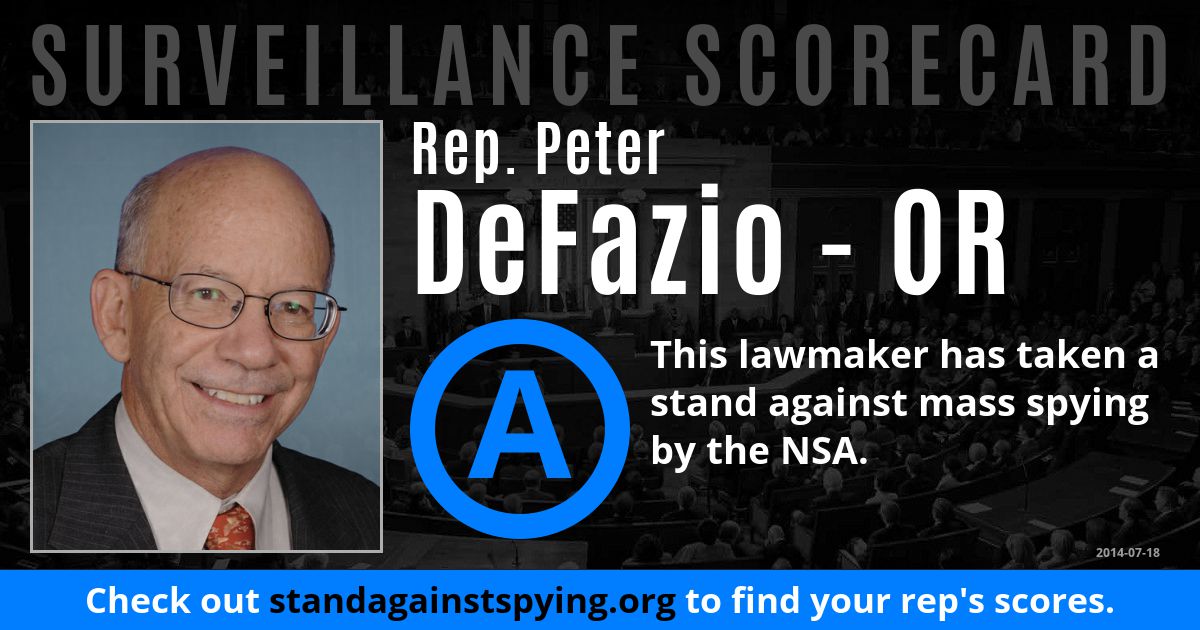 SURVEILLANCE SCORECARD
Rep. Peter
DeFazio - OR
A
This lawmaker has taken a
stand against mass spying
by the NSA.
2014-07-18
Check out standagainstspying.org to find your rep's scores.